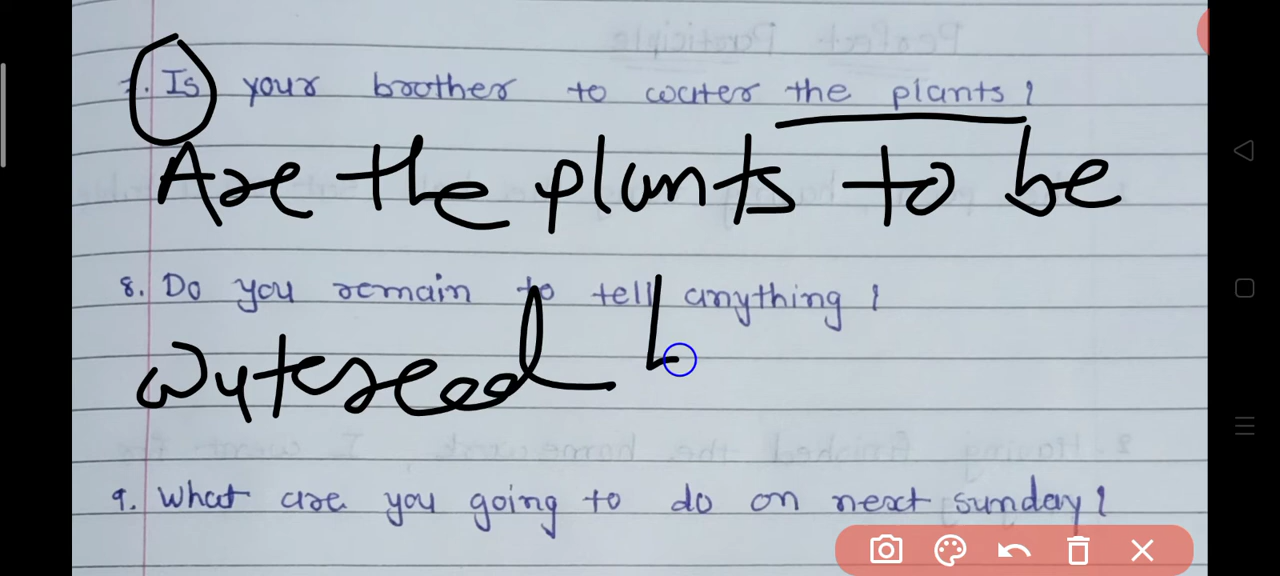 7. Is your brother to water the plants?
Are the plants to be
8. Do you remain to tell anything?
watered b
9. What are you going to do on next sunday?